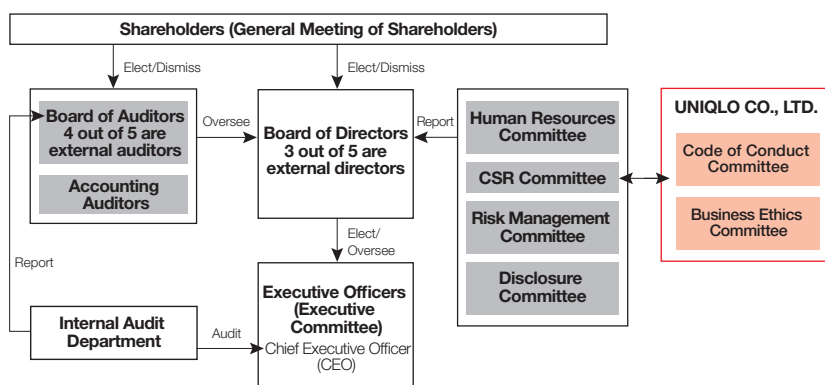 Shareholders (General Meeting of Shareholders)
Elect/Dismiss
Elect/Dismiss
Board of Auditors
4 out of 5 are
external auditors
Accounting
Auditors
Oversee
Board of Directors
3 out of 5 are
external directors
Report
Human Resources
Committee
CSR Committee
Risk Management
Committee
Disclosure
Committee
UNIQLO CO., LTD.
Code of Conduct
Committee
Business Ethics
Committee
Elect/
Oversee
Report
Internal Audit
Department
Audit
Executive Officers
(Executive
Committee)
Chief Executive Officer
(CEO)